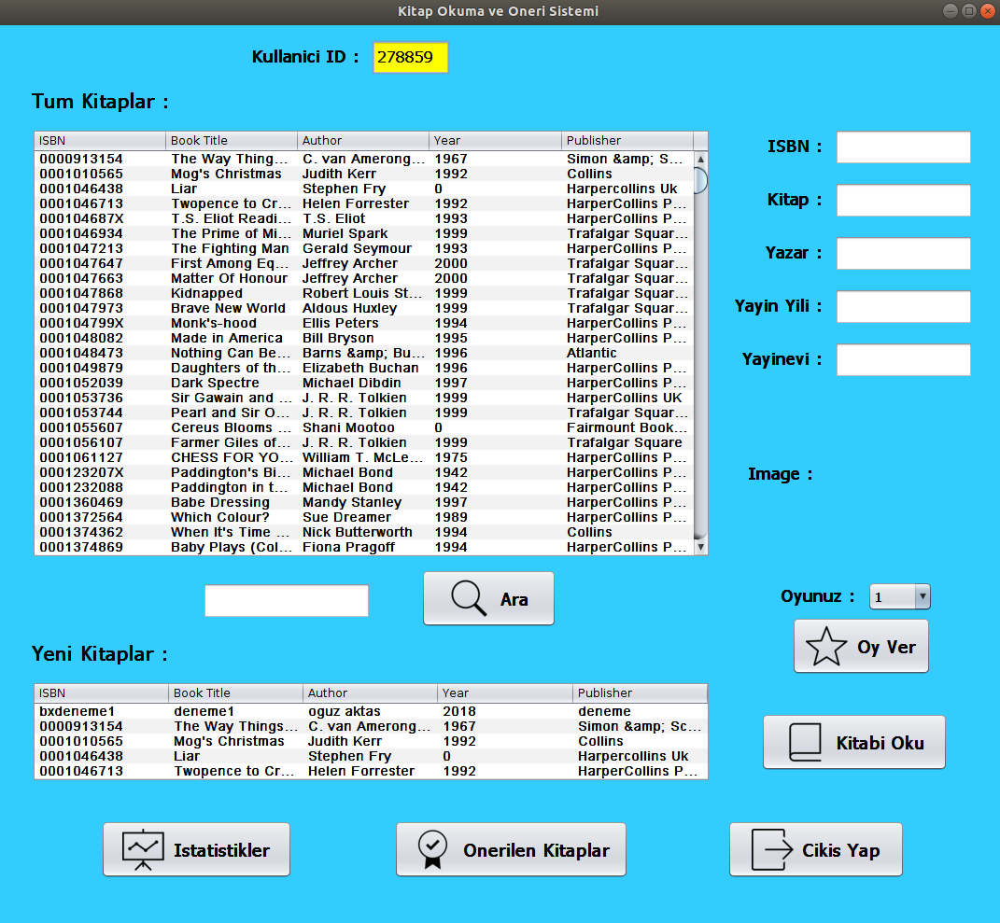 Kitap Okuma ve Oneri Sistemi
Kullanici ID : 278859
Tum Kitaplar :
ISBN Book Title Author Year Publisher
0000913154 The Way Thing... C. van Amerong... 1967 Simon &amp; S...
0001010565 Mog's Christmas Judith Kerr 1992 Collins
0001046438 Liar Stephen Fry 0 Harpercollins Uk
0001046713 Twopence to Cr... Helen Forrester 1992 HarperCollins P...
000104687X T.S. Eliot Readi... T.S. Eliot 1993 HarperCollins P...
0001046934 The Prime of Mi... Muriel Spark 1999 Trafalgar Squar...
0001047213 The Fighting Man Gerald Seymour 1993 HarperCollins P...
0001047647 First Among Eq... Jeffrey Archer 2000 Trafalgar Squar...
0001047663 Matter Of Honour Jeffrey Archer 2000 Trafalgar Squar...
0001047868 Kidnapped Robert Louis St... 1999 Trafalgar Squar...
0001047973 Brave New World Aldous Huxley 1999 Trafalgar Squar...
000104799X Monk's-hood Ellis Peters 1994 HarperCollins P...
0001048082 Made in America Bill Bryson 1995 HarperCollins P...
0001048473 Nothing Can Be... Barns &amp; Bu... 1996 Atlantic
0001049879 Daughters of th... Elizabeth Buchan 1996 HarperCollins P...
0001052039 Dark Spectre Michael Dibdin 1997 HarperCollins P...
0001053736 Sir Gawain and ... J. R. R. Tolkien 1999 HarperCollins UK
0001053744 Pearl and Sir O... J. R. R. Tolkien 1999 Trafalgar Squar...
0001055607 Cereus Blooms ... Shani Mootoo 0 Fairmount Book...
0001056107 Farmer Giles of... J. R. R. Tolkien 1999 Trafalgar Square
0001061127 CHESS FOR YO... William T. McLe... 1975 HarperCollins P...
000123207X Paddington's Bi... Michael Bond 1942 HarperCollins P...
0001232088 Paddington in t... Michael Bond 1942 HarperCollins P...
0001360469 Babe Dressing Mandy Stanley 1997 HarperCollins P...
0001372564 Which Colour? Sue Dreamer 1989 HarperCollins P...
0001374362 When It's Time ... Nick Butterworth 1994 Collins
0001374869 Baby Plays (Col... Fiona Pragoff 1994 HarperCollins P...
ISBN :
Kitap :
Yazar :
Yayin Yili :
Yayinevi :
Image :
Ara
Oyunuz : 1
Oy Ver
Yeni Kitaplar :
ISBN Book Title Author Year Publisher
bxdeneme1 deneme1 oguz aktas 2018 deneme
0000913154 The Way Things... C. van Amerong... 1967 Simon &amp; Sc...
0001010565 Mog's Christmas Judith Kerr 1992 Collins
0001046438 Liar Stephen Fry 0 Harpercollins Uk
0001046713 Twopence to Cr... Helen Forrester 1992 HarperCollins P...
Kitabi Oku
Istatistikler
Onerilen Kitaplar
Cikis Yap